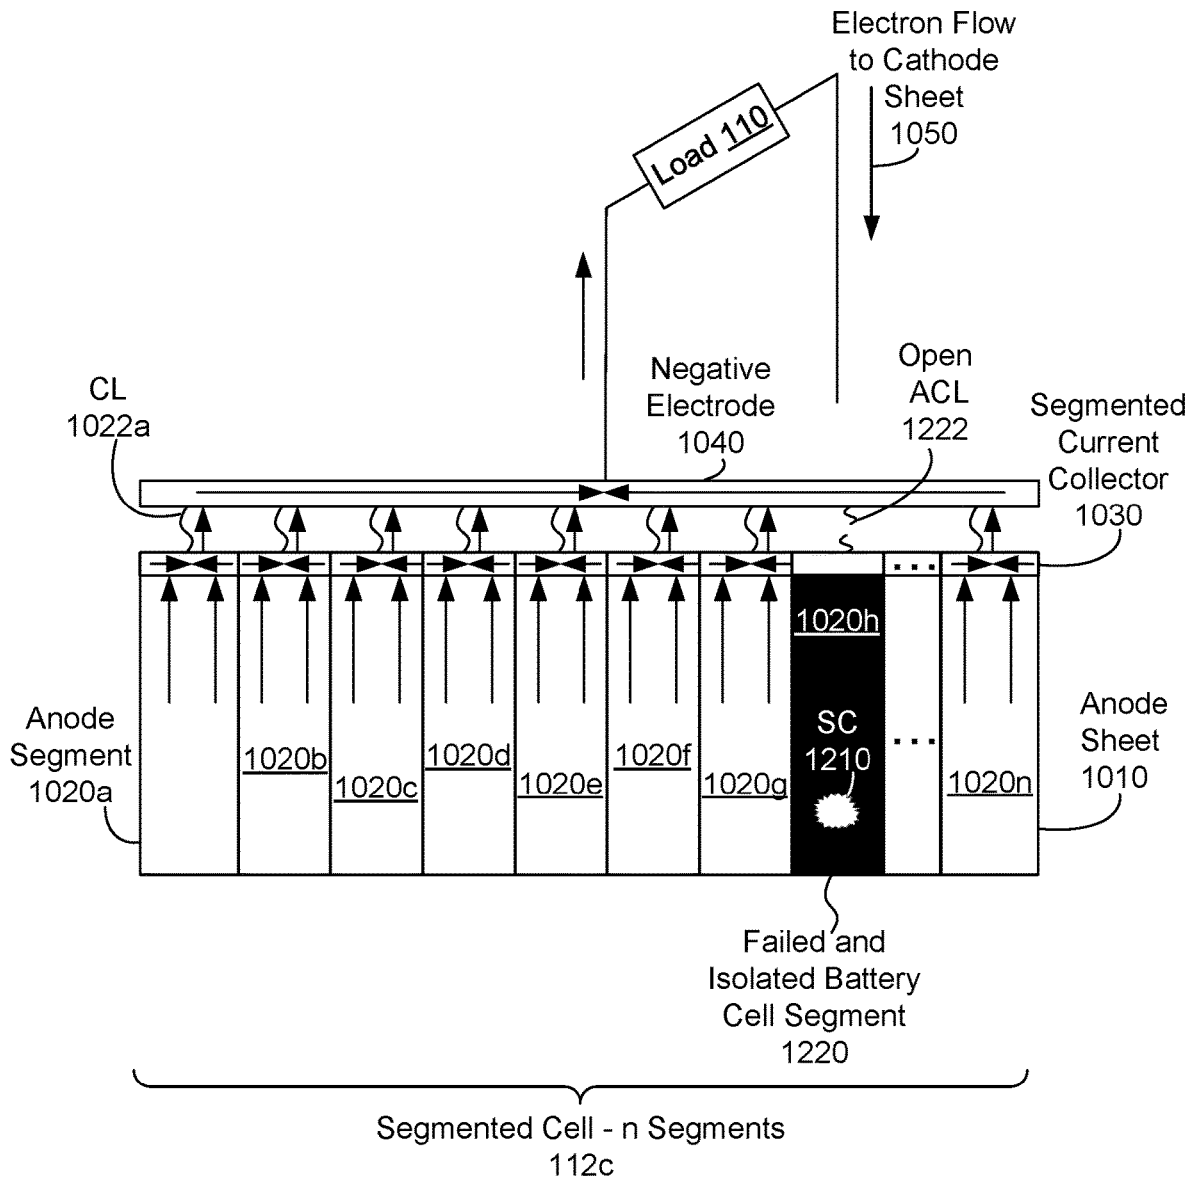 Electron Flow
to Cathode
Sheet
1050
Load 110
CL
1022a
Negative
Electrode
1040
Open
ACL
1222
Segmented
Current
Collector
1030
...
1020h
Anode
Segment
1020a
1020b
1020c
1020d
1020e
1020f
1020g
SC
1210
...
1020n
Anode
Sheet
1010
Failed and
Isolated Battery
Cell Segment
1220
Segmented Cell - n Segments
112c